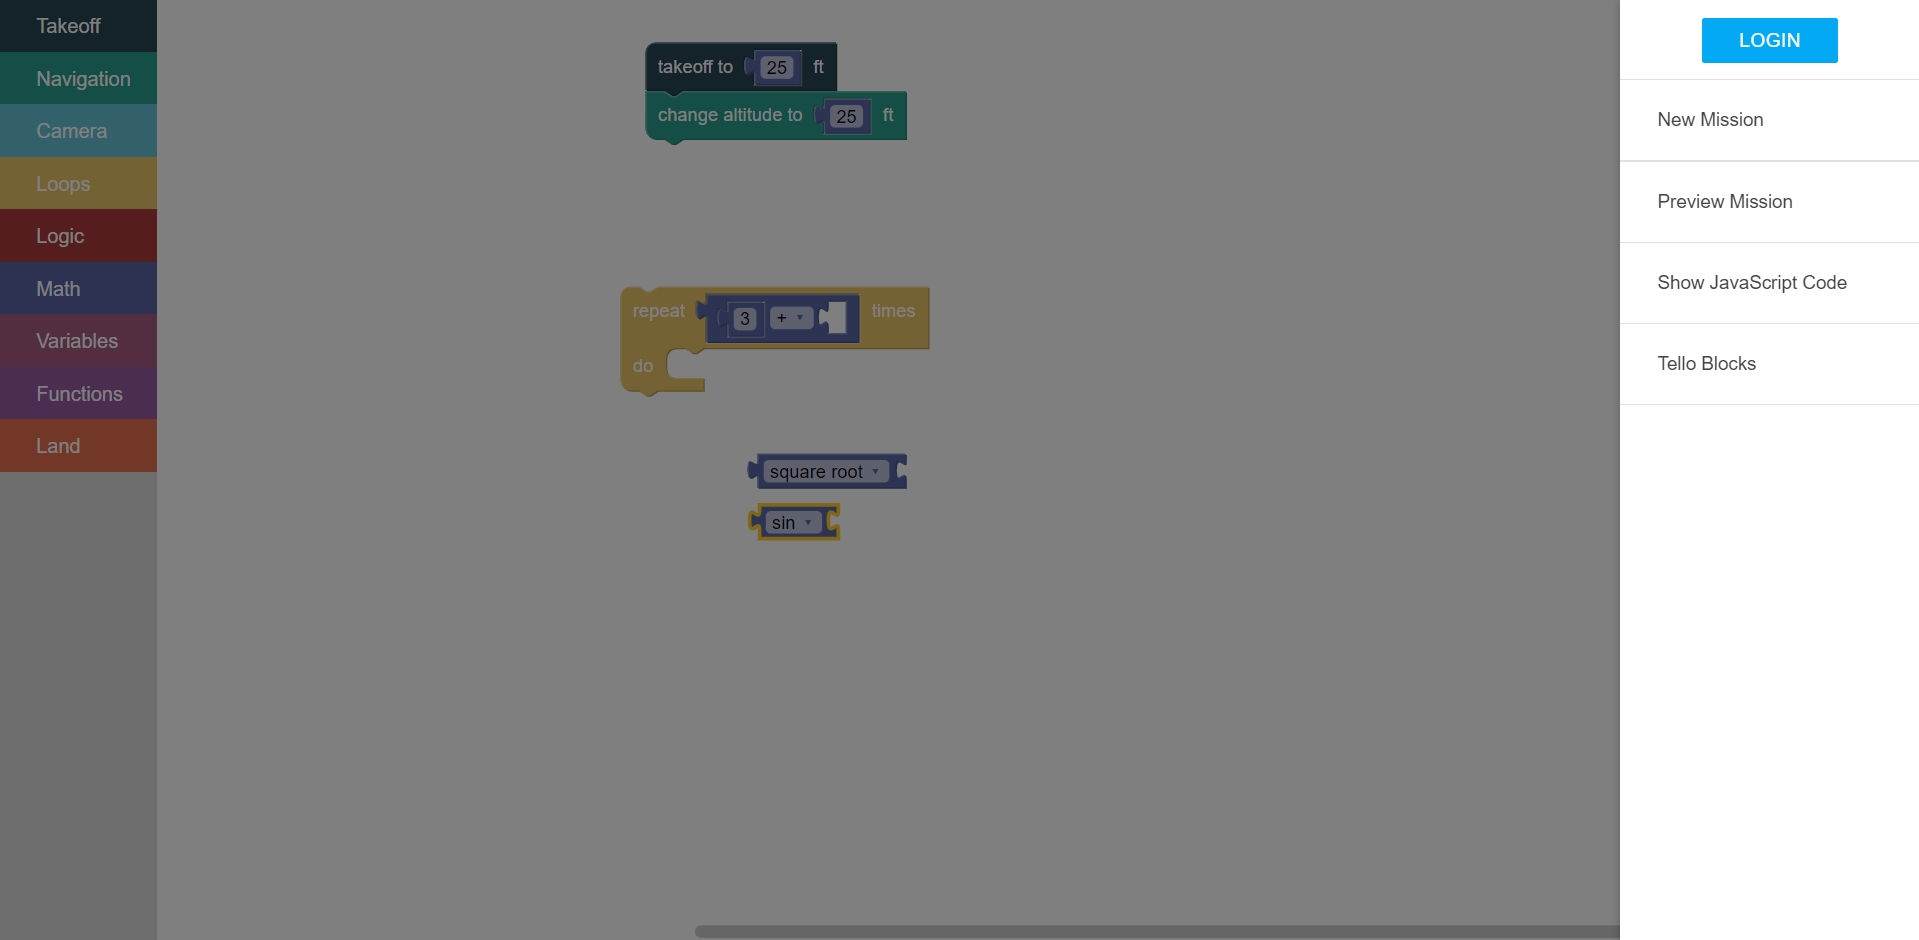 Takeoff
Navigation
Camera
Loops
Logic
Math
Variables
Functions
Land
takeoff to 25 ft
change altitude to 25 ft
repeat 3 + times
do
square root
sin
LOGIN
New Mission
Preview Mission
Show JavaScript Code
Tello Blocks